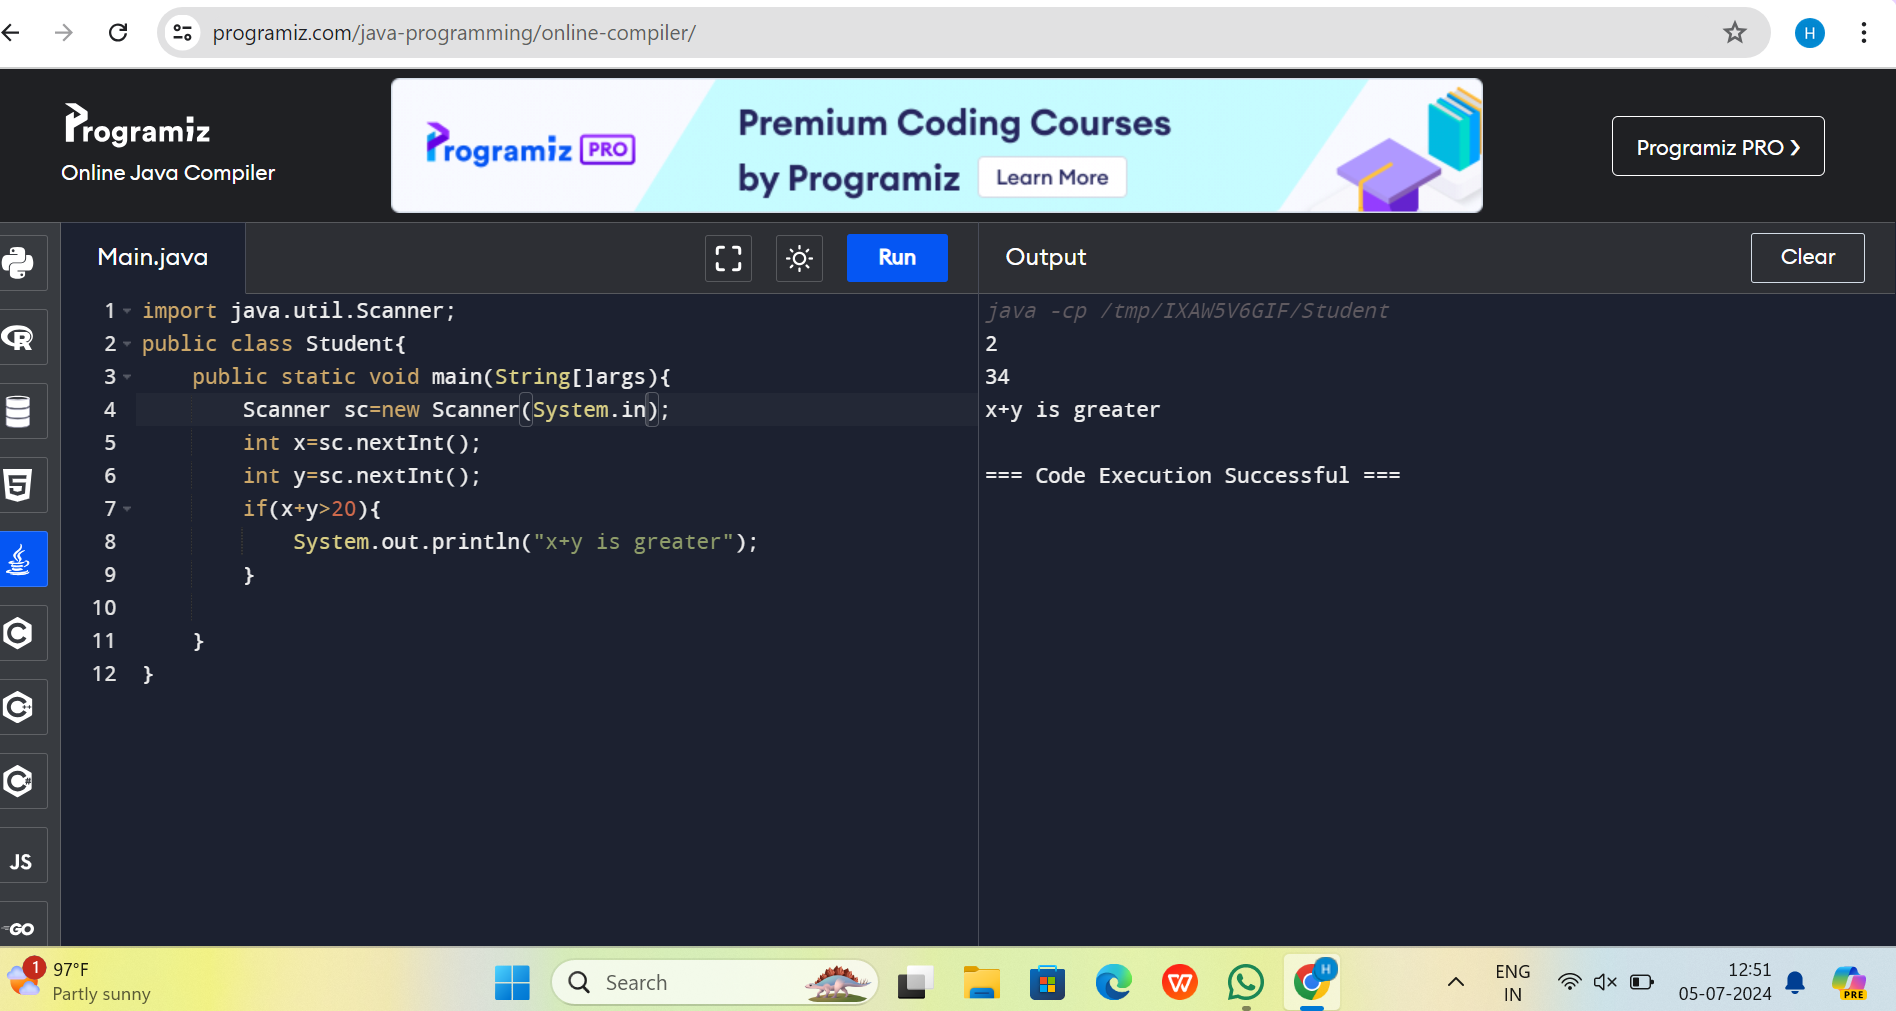 programiz.com/java-programming/online-compiler/
H
Programiz
Online Java Compiler
Programiz PRO
Premium Coding Courses
by Programiz
Learn More
Programiz PRO ❯
Main.java
Run
Output
Clear
1 import java.util.Scanner;
2 public class Student{
3     public static void main(String[]args){
4         Scanner sc=new Scanner(System.in);
5         int x=sc.nextInt();
6         int y=sc.nextInt();
7         if(x+y>20){
8             System.out.println("x+y is greater");
9         }
10
11     }
12 }
java -cp /tmp/IXAW5V6GIF/Student
2
34
x+y is greater
=== Code Execution Successful ===
R
5
C
C++
C#
JS
GO
1
97°F
Partly sunny
Search
W
H
ENG
IN
12:51
05-07-2024
PRE